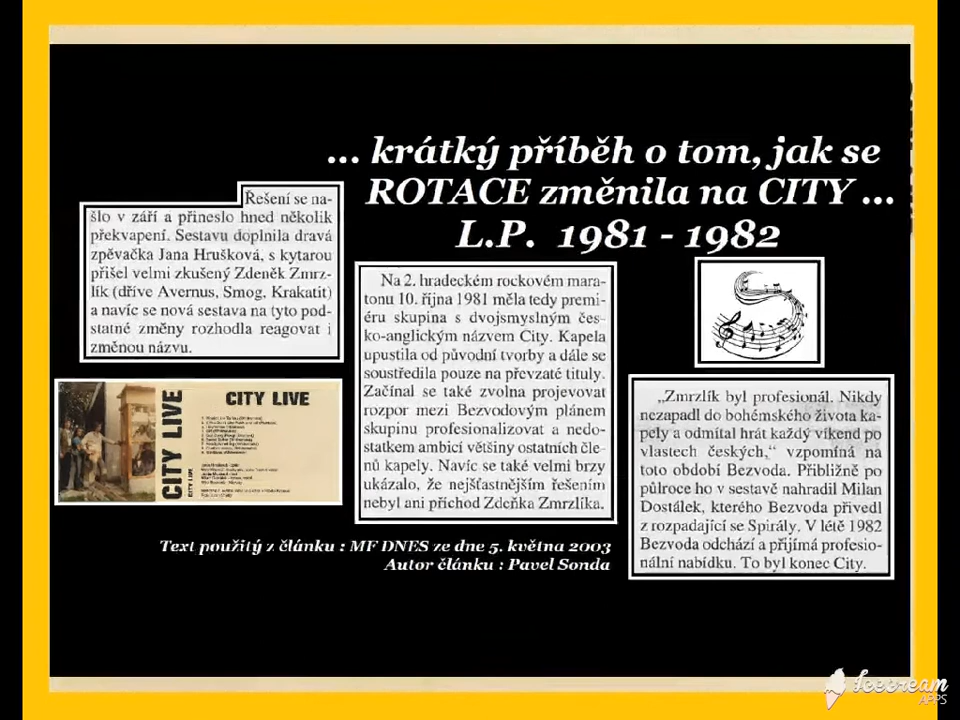 ... krátký příběh o tom, jak se
ROTACE změnila na CITY ...
L.P. 1981 - 1982
Řešení se na-
šlo v září a přineslo hned několik
překvapení. Sestavu doplnila dravá
zpěvačka Jana Hrušková, s kytarou
přišel velmi zkušený Zdeněk Zmrz-
lík (dříve Avernus, Smog, Krakatit)
a navíc se nová sestava na tyto pod-
statné změny rozhodla reagovat i
změnou názvu.
CITY LIVE
CITY LIVE
CITY LIVE
Na 2. hradeckém rockovém mara-
tonu 10. října 1981 měla tedy premi-
éru skupina s dvojsmyslným čes-
ko-anglickým názvem City. Kapela
upustila od původní tvorby a dále se
soustředila pouze na převzaté tituly.
Začínal se také zvolna projevovat
rozpor mezi Bezvodovým plánem
skupinu profesionalizovat a nedo-
statkem ambicí většiny ostatních čle-
nů kapely. Navíc se také velmi brzy
ukázalo, že nejšťastnějším řešením
nebyl ani příchod Zdeňka Zmrzlíka.
„Zmrzlík byl profesionál. Nikdy
nezapadl do bohémského života ka-
pely a odmítal hrát každý víkend po
vlastech českých,“ vzpomíná na
toto období Bezvoda. Přibližně po
půlroce ho v sestavě nahradil Milan
Dostálek, kterého Bezvoda přivedl
z rozpadající se Spirály. V létě 1982
Bezvoda odchází a přijímá profesio-
nální nabídku. To byl konec City.
Text použitý z článku : MF DNES ze dne 5. května 2003
Autor článku : Pavel Sonda
Icecream
APPS